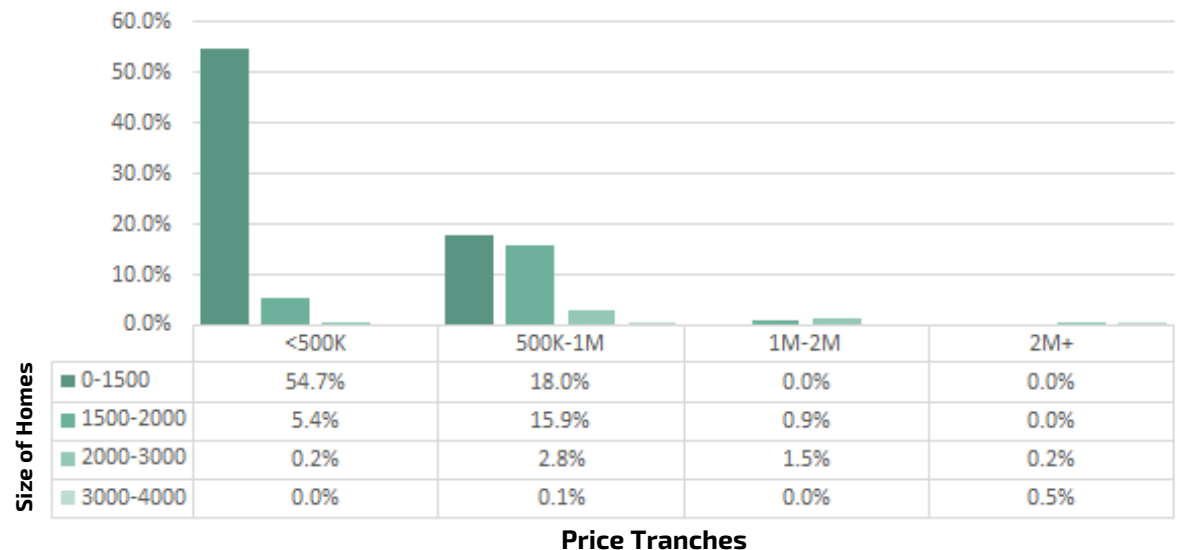 60.0%
50.0%
40.0%
30.0%
20.0%
10.0%
0.0%
<500K 500K-1M 1M-2M 2M+
0-1500 54.7% 18.0% 0.0% 0.0%
1500-2000 5.4% 15.9% 0.9% 0.0%
2000-3000 0.2% 2.8% 1.5% 0.2%
3000-4000 0.0% 0.1% 0.0% 0.5%
Size of Homes
Price Tranches